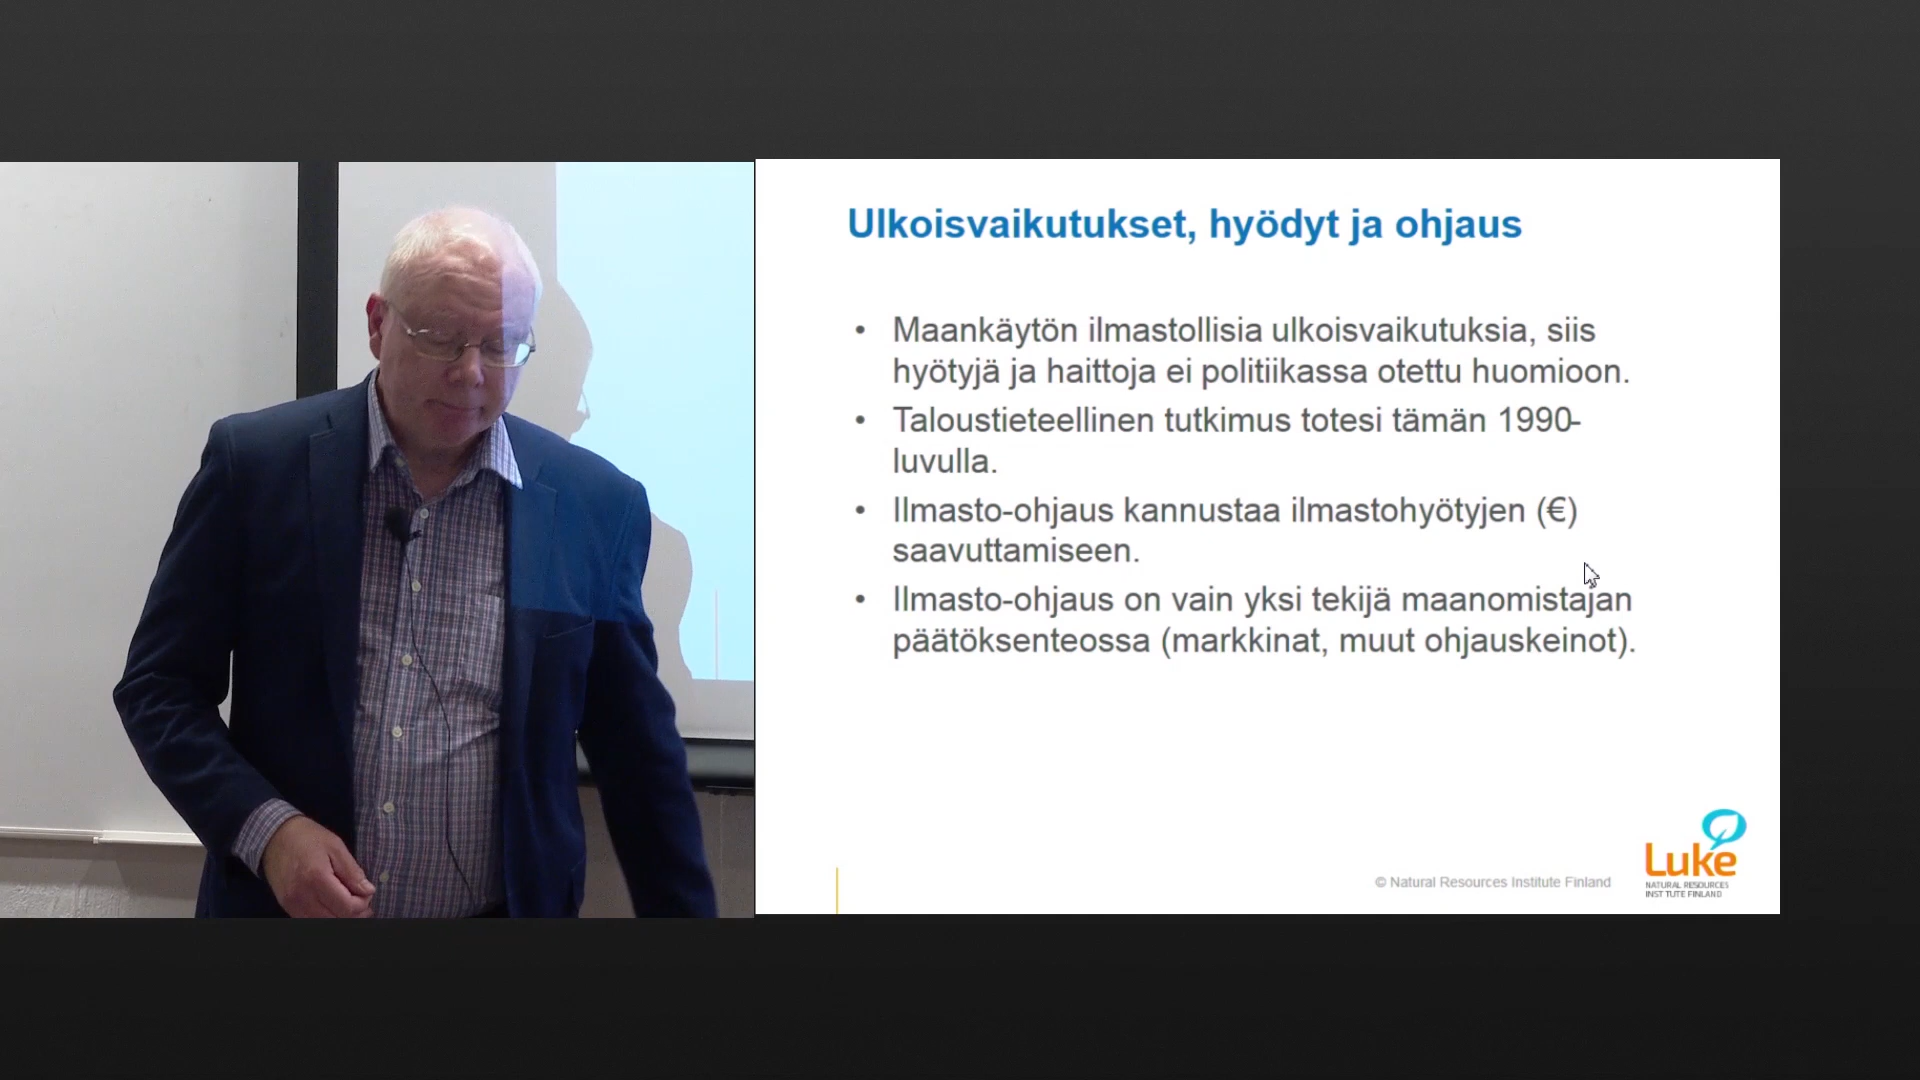 Ulkoisvaikutukset, hyödyt ja ohjaus
• Maankäytön ilmastollisia ulkoisvaikutuksia, siis
hyötyjä ja haittoja ei politiikassa otettu huomioon.
• Taloustieteellinen tutkimus totesi tämän 1990-
luvulla.
• Ilmasto-ohjaus kannustaa ilmastohyötyjen (€)
saavuttamiseen.
• Ilmasto-ohjaus on vain yksi tekijä maanomistajan
päätöksenteossa (markkinat, muut ohjauskeinot).
© Natural Resources Institute Finland
Luke
NATURAL RESOURCES
INSTITUTE FINLAND